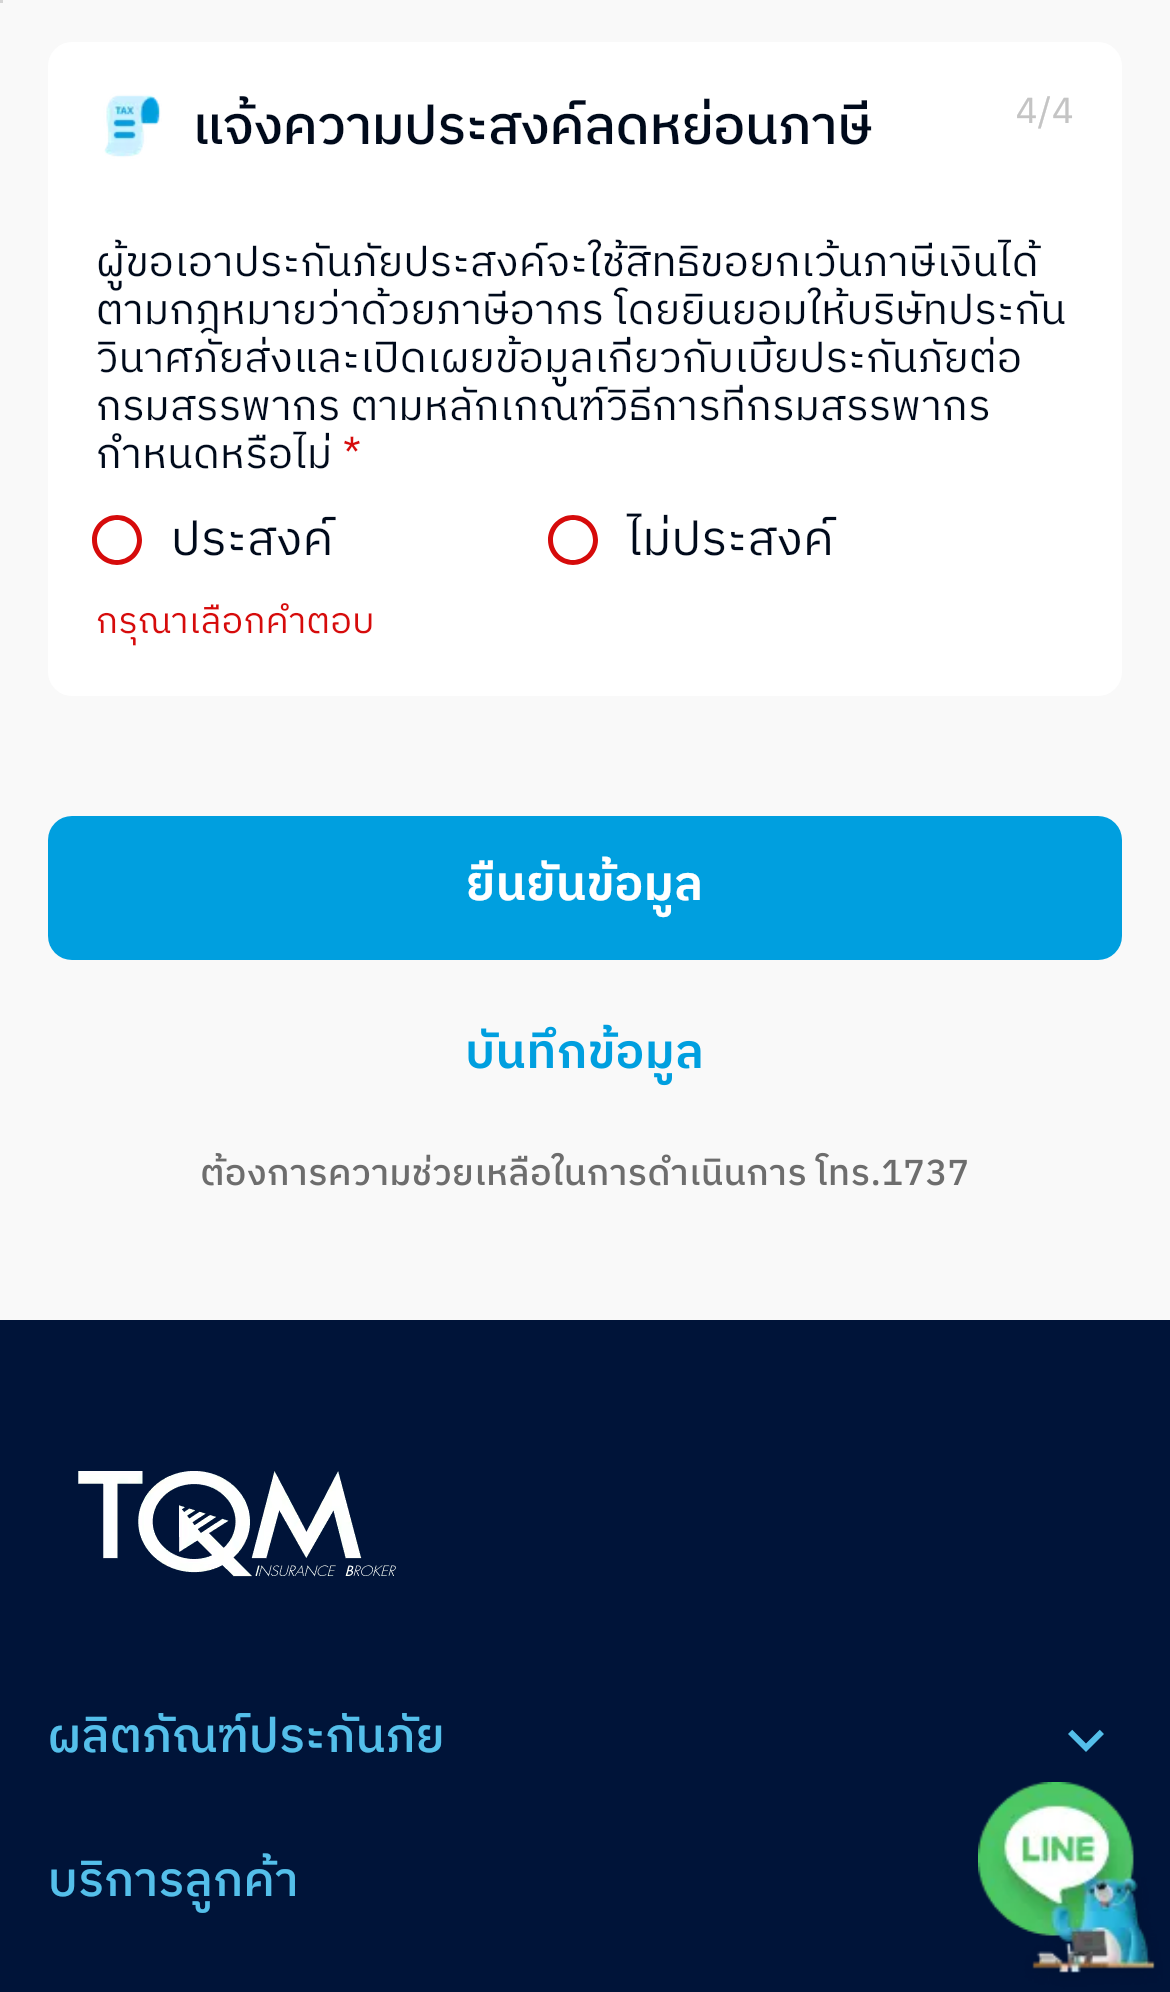 TAX
แจ้งความประสงค์ลดหย่อนภาษี
4/4
ผู้ขอเอาประกันภัยประสงค์จะใช้สิทธิขอยกเว้นภาษีเงินได้
ตามกฎหมายว่าด้วยภาษีอากร โดยยินยอมให้บริษัทประกัน
วินาศภัยส่งและเปิดเผยข้อมูลเกี่ยวกับเบี้ยประกันภัยต่อ
กรมสรรพากร ตามหลักเกณฑ์วิธีการที่กรมสรรพากร
กำหนดหรือไม่ *
ประสงค์ ไม่ประสงค์
กรุณาเลือกคำตอบ
ยืนยันข้อมูล
บันทึกข้อมูล
ต้องการความช่วยเหลือในการดำเนินการ โทร.1737
TQM
INSURANCE BROKER
ผลิตภัณฑ์ประกันภัย
LINE
บริการลูกค้า